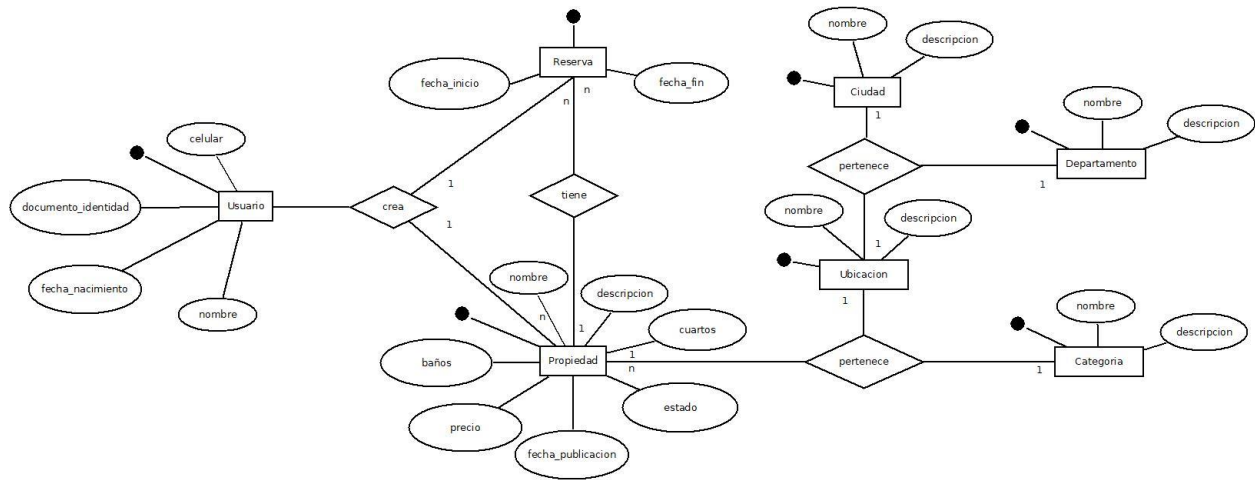 nombre
descripcion
Reserva
fecha_inicio
fecha_fin
Ciudad
n
n
nombre
1
descripcion
celular
pertenece
Departamento
1
1
documento_identidad
Usuario
crea
tiene
nombre
descripcion
1
1
Ubicacion
nombre
descripcion
fecha_nacimiento
1
nombre
n
1
cuartos
nombre
descripcion
baños
Propiedad
1
n
pertenece
1
Categoria
precio
estado
fecha_publicacion